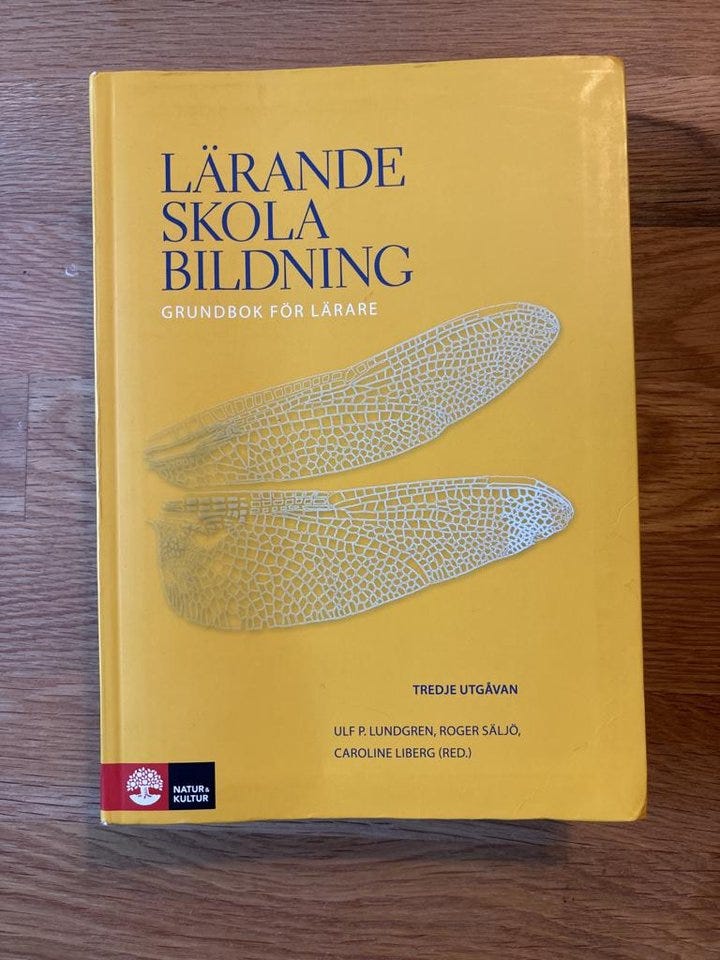 LÄRANDE
SKOLA
BILDNING
GRUNDBOK FÖR LÄRARE
TREDJE UTGÅVAN
ULF P. LUNDGREN, ROGER SÄLJÖ,
CAROLINE LIBERG (RED.)
NATUR&
KULTUR